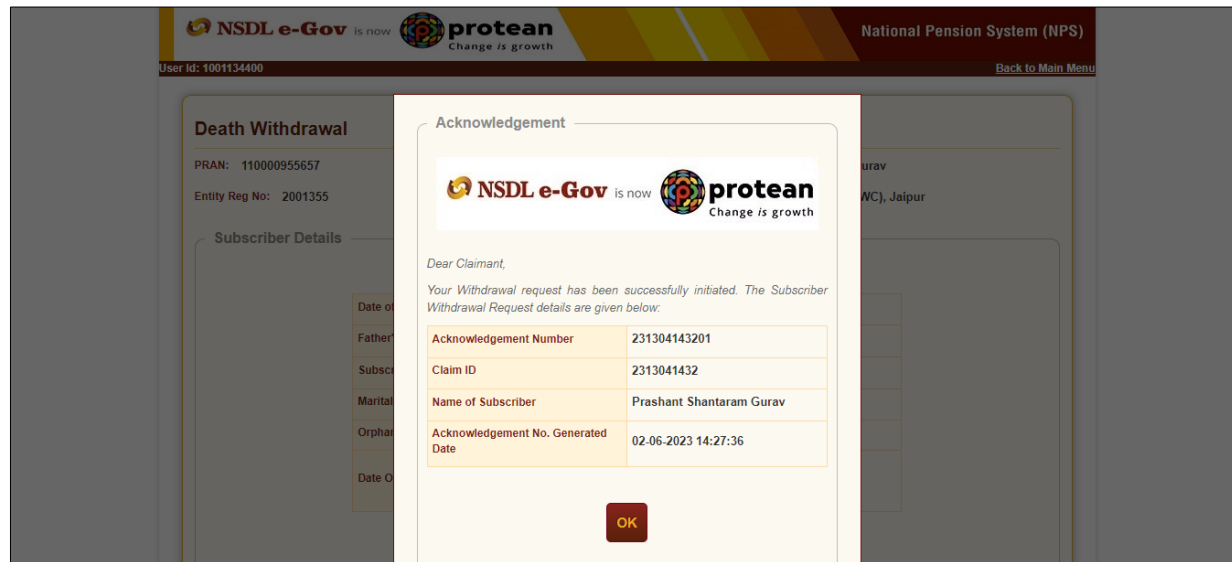 NSDL e-Gov is now protean
Change is growth
National Pension System (NPS)
User Id: 1001134400
Back to Main Menu
Death Withdrawal
PRAN: 110000955657
urav
Entity Reg No: 2001355
WC), Jaipur
Subscriber Details
Date of
Father'
Subscr
Marital
Orphan
Date O
Acknowledgement
NSDL e-Gov is now protean
Change is growth
Dear Claimant,
Your Withdrawal request has been successfully initiated. The Subscriber
Withdrawal Request details are given below:
Acknowledgement Number 231304143201
Claim ID 2313041432
Name of Subscriber Prashant Shantaram Gurav
Acknowledgement No. Generated
Date 02-06-2023 14:27:36
OK